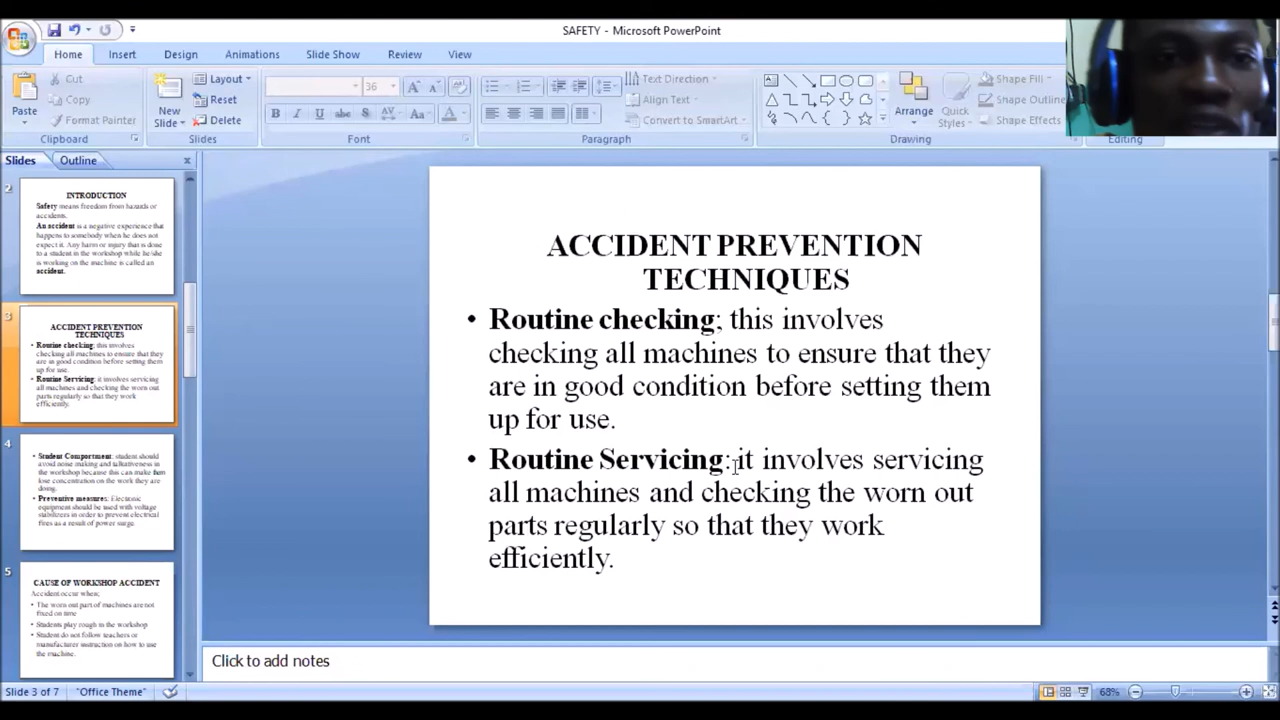 SAFETY - Microsoft PowerPoint
Home Insert Design Animations Slide Show Review View
Paste
Cut
Copy
Format Painter
Clipboard
New Slide
Layout
Reset
Delete
Slides
36
B I U abc S AV Aa A
Font
Text Direction
Align Text
Convert to SmartArt
Paragraph
Arrange
Quick Styles
Shape Fill
Shape Outline
Shape Effects
Drawing
Editing
Slides Outline
2
INTRODUCTION
Safety means freedom from hazards or
accidents.
An accident is a negative experience that
happens to somebody when he does not
expect it. Any harm or injury that is done
to a student in the workshop while he/she
is working on the machine is called an
accident.
3
ACCIDENT PREVENTION
TECHNIQUES
• Routine checking; this involves
checking all machines to ensure that they
are in good condition before setting them
up for use.
• Routine Servicing: it involves servicing
all machines and checking the worn out
parts regularly so that they work
efficiently.
4
• Student Comportment: student should
avoid noise making and talkativeness in
the workshop because this can make them
lose concentration on the work they are
doing.
• Preventive measures: Electronic
equipment should be used with voltage
stabilizers in order to prevent electrical
fires as a result of power surge.
5
CAUSE OF WORKSHOP ACCIDENT
Accident occur when;
• The worn out part of machines are not
fixed on time
• Students play rough in the workshop
• Student do not follow teachers or
manufacturer instruction on how to use
the machine.
ACCIDENT PREVENTION
TECHNIQUES
• Routine checking; this involves
checking all machines to ensure that they
are in good condition before setting them
up for use.
• Routine Servicing: it involves servicing
all machines and checking the worn out
parts regularly so that they work
efficiently.
Click to add notes
Slide 3 of 7 "Office Theme" 68%